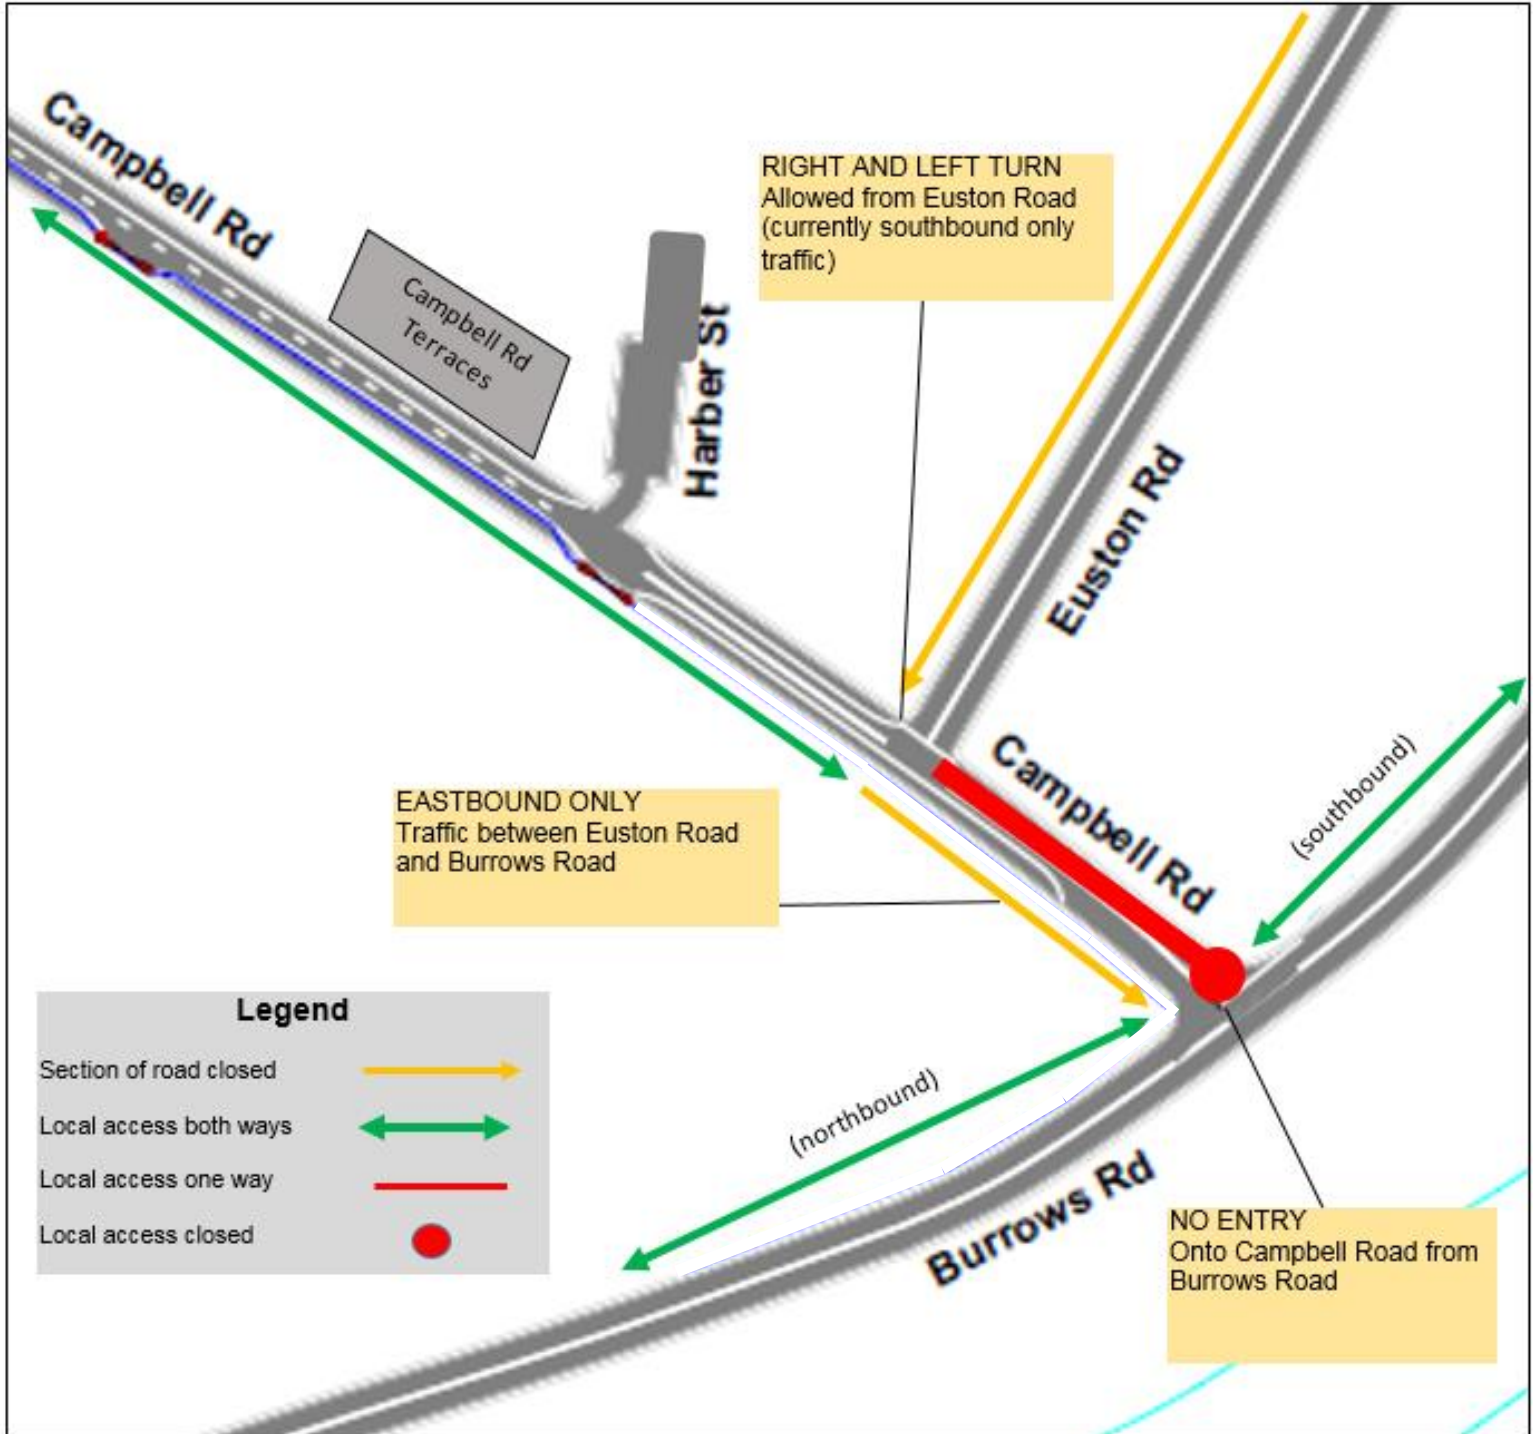 Campbell Rd
RIGHT AND LEFT TURN
Allowed from Euston Road
(currently southbound only
traffic)
Campbell Rd
Terraces
Harber St
Euston Rd
Campbell Rd
(southbound)
EASTBOUND ONLY
Traffic between Euston Road
and Burrows Road
Legend
Section of road closed
Local access both ways
Local access one way
Local access closed
(northbound)
Burrows Rd
NO ENTRY
Onto Campbell Road from
Burrows Road